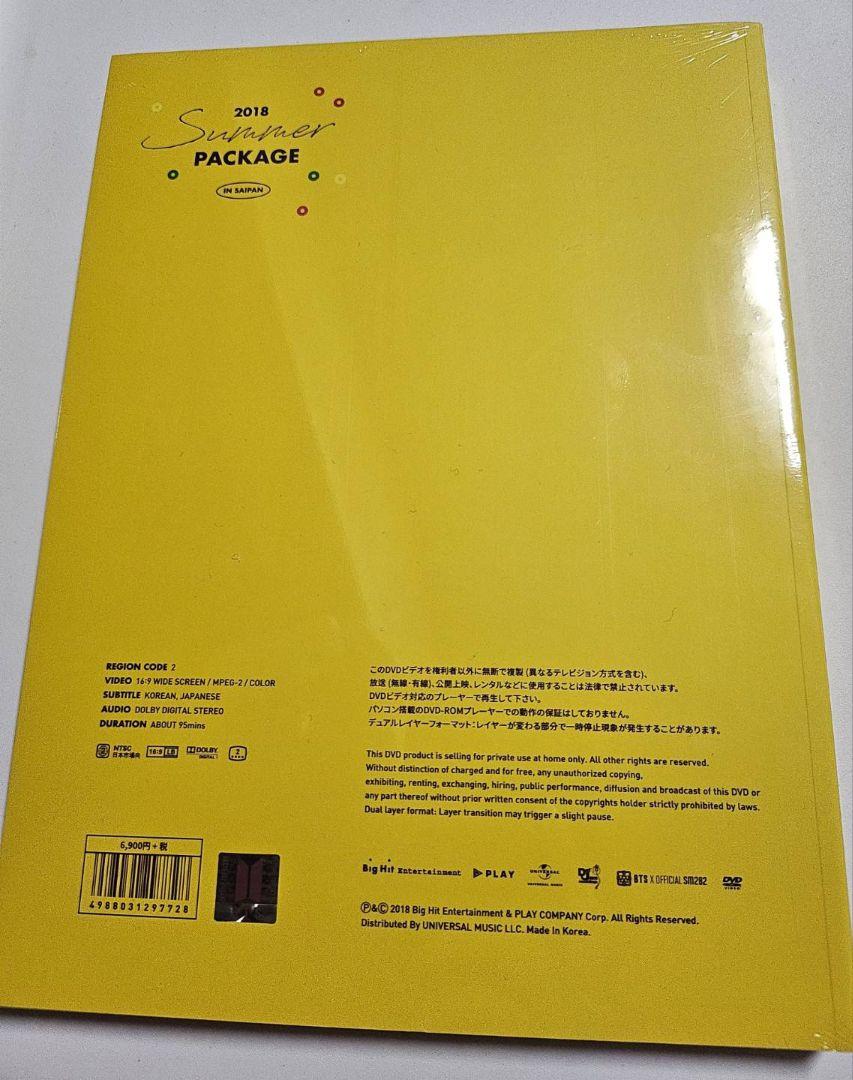 2018
Summer
PACKAGE
IN SAIPAN
REGION CODE 2
VIDEO 16:9 WIDE SCREEN / MPEG-2 / COLOR
SUBTITLE KOREAN, JAPANESE
AUDIO DOLBY DIGITAL STEREO
DURATION ABOUT 95mins
NTSC
日本市場向
16:9 LB
DOLBY
DIGITAL
2
6,900円+税
4988031297728
このDVDビデオを権利者以外に無断で複製(異なるテレビジョン方式を含む)、
放送(無線・有線)、公開上映、レンタルなどに使用することは法律で禁止されています。
DVDビデオ対応のプレーヤーで再生して下さい。
パソコン搭載のDVD-ROMプレーヤーでの動作の保証はしておりません。
デュアルレイヤーフォーマット:レイヤーが変わる部分で一時停止現象が発生することがあります。
This DVD product is selling for private use at home only. All other rights are reserved.
Without distinction of charged and for free, any unauthorized copying,
exhibiting, renting, exchanging, hiring, public performance, diffusion and broadcast of this DVD or
any part thereof without prior written consent of the copyrights holder strictly prohibited by laws.
Dual layer format: Layer transition may trigger a slight pause.
Big Hit Entertainment
PLAY
UNIVERSAL
UNIVERSAL MUSIC
BTS X OFFICIAL SM282
DVD
VIDEO
Ⓟ&Ⓒ 2018 Big Hit Entertainment & PLAY COMPANY Corp. All Rights Reserved.
Distributed By UNIVERSAL MUSIC LLC. Made In Korea.